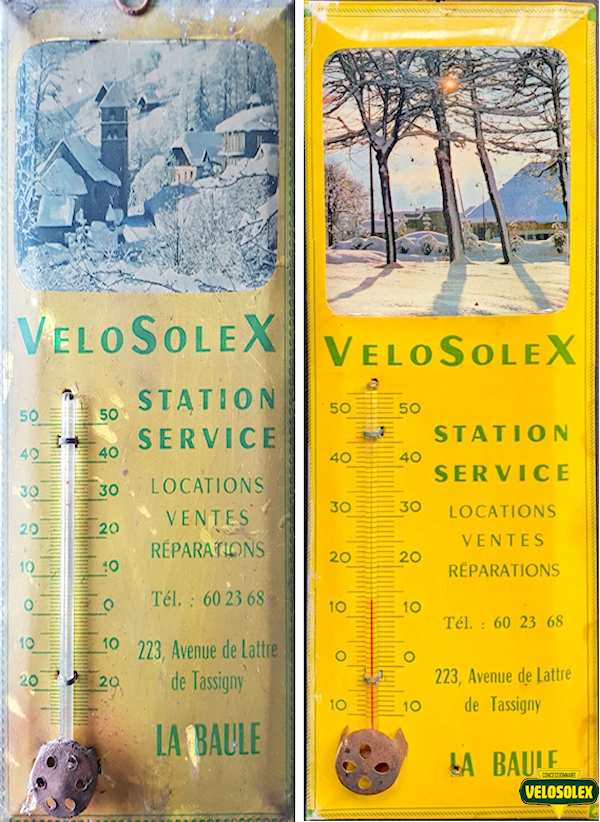 VELOSOLEX
STATION
SERVICE
LOCATIONS
VENTES
RÉPARATIONS
Tél. : 60 23 68
223, Avenue de Lattre
de Tassigny
LA BAULE
50 50
40 40
30 30
20 20
10 10
0 0
10 10
20 20
VELOSOLEX
STATION
SERVICE
LOCATIONS
VENTES
RÉPARATIONS
Tél. : 60 23 68
223, Avenue de Lattre
de Tassigny
LA BAULE
50 50
40 40
30 30
20 20
10 10
0 0
10 10
CONCESSIONNAIRE
VELOSOLEX